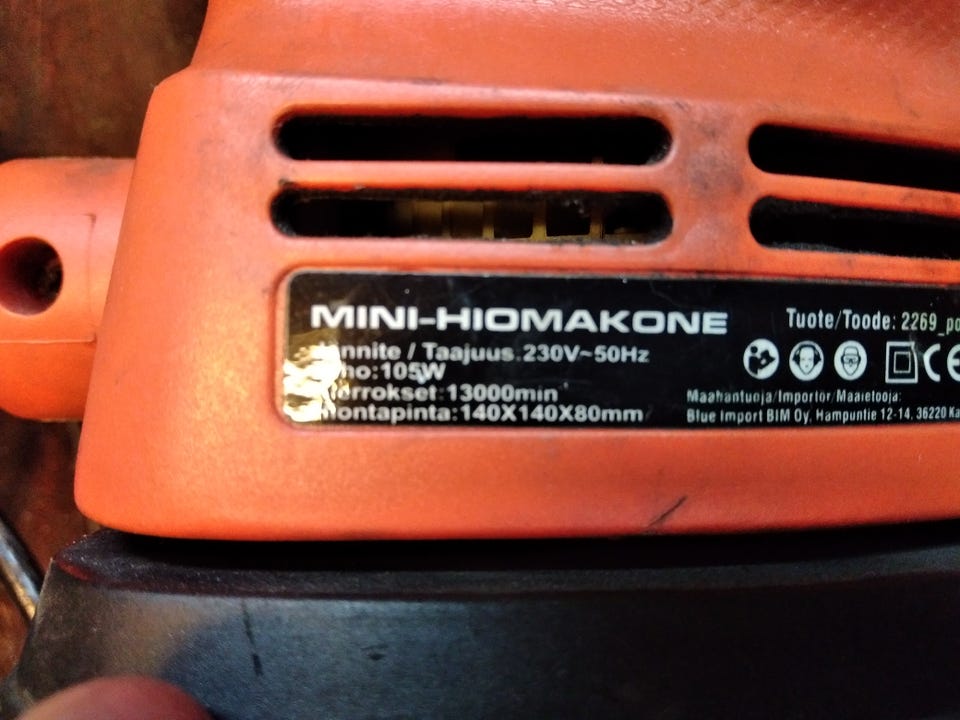 MINI-HIOMAKONE
/ Taajuus 230V~50Hz
105W
13000min
140X140X80mm
Tuote/Toode: 2269_
CE
Maahantuoja/Importör/Maaletooja:
Blue Import BIM Oy, Hampuntie 12-14, 36220